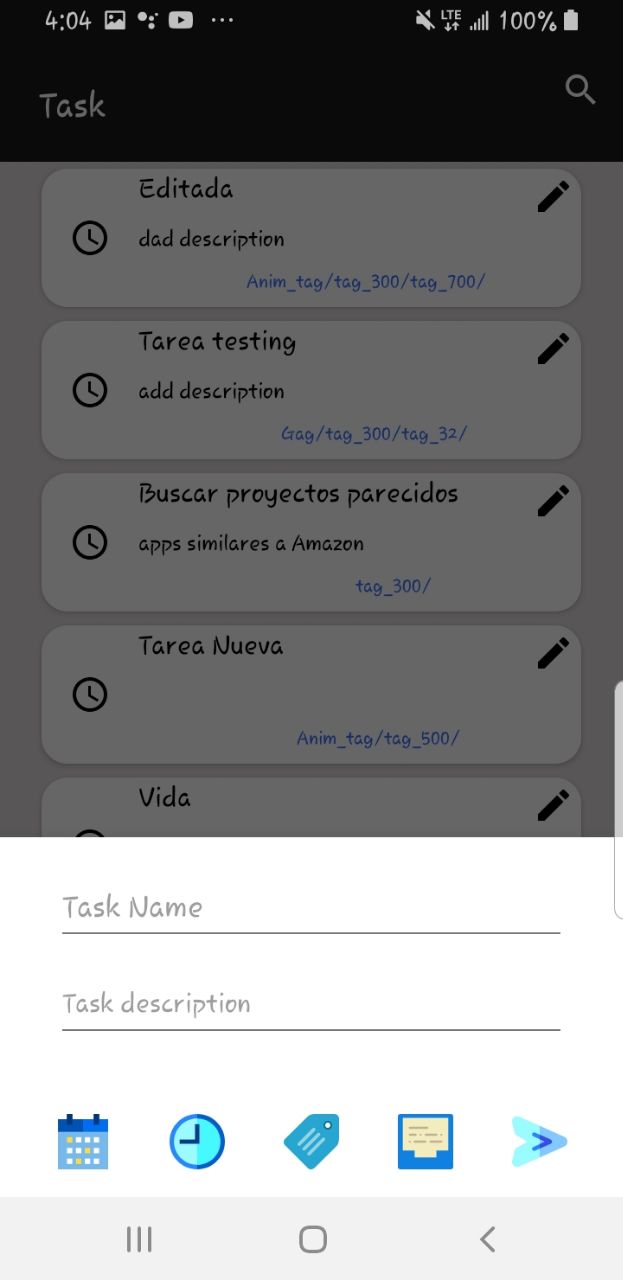 4:04 LTE 100%
Task
Editada
dad description
Anim_tag/tag_300/tag_700/
Tarea testing
add description
Gag/tag_300/tag_32/
Buscar proyectos parecidos
apps similares a Amazon
tag_300/
Tarea Nueva
Anim_tag/tag_500/
Vida
Task Name
Task description